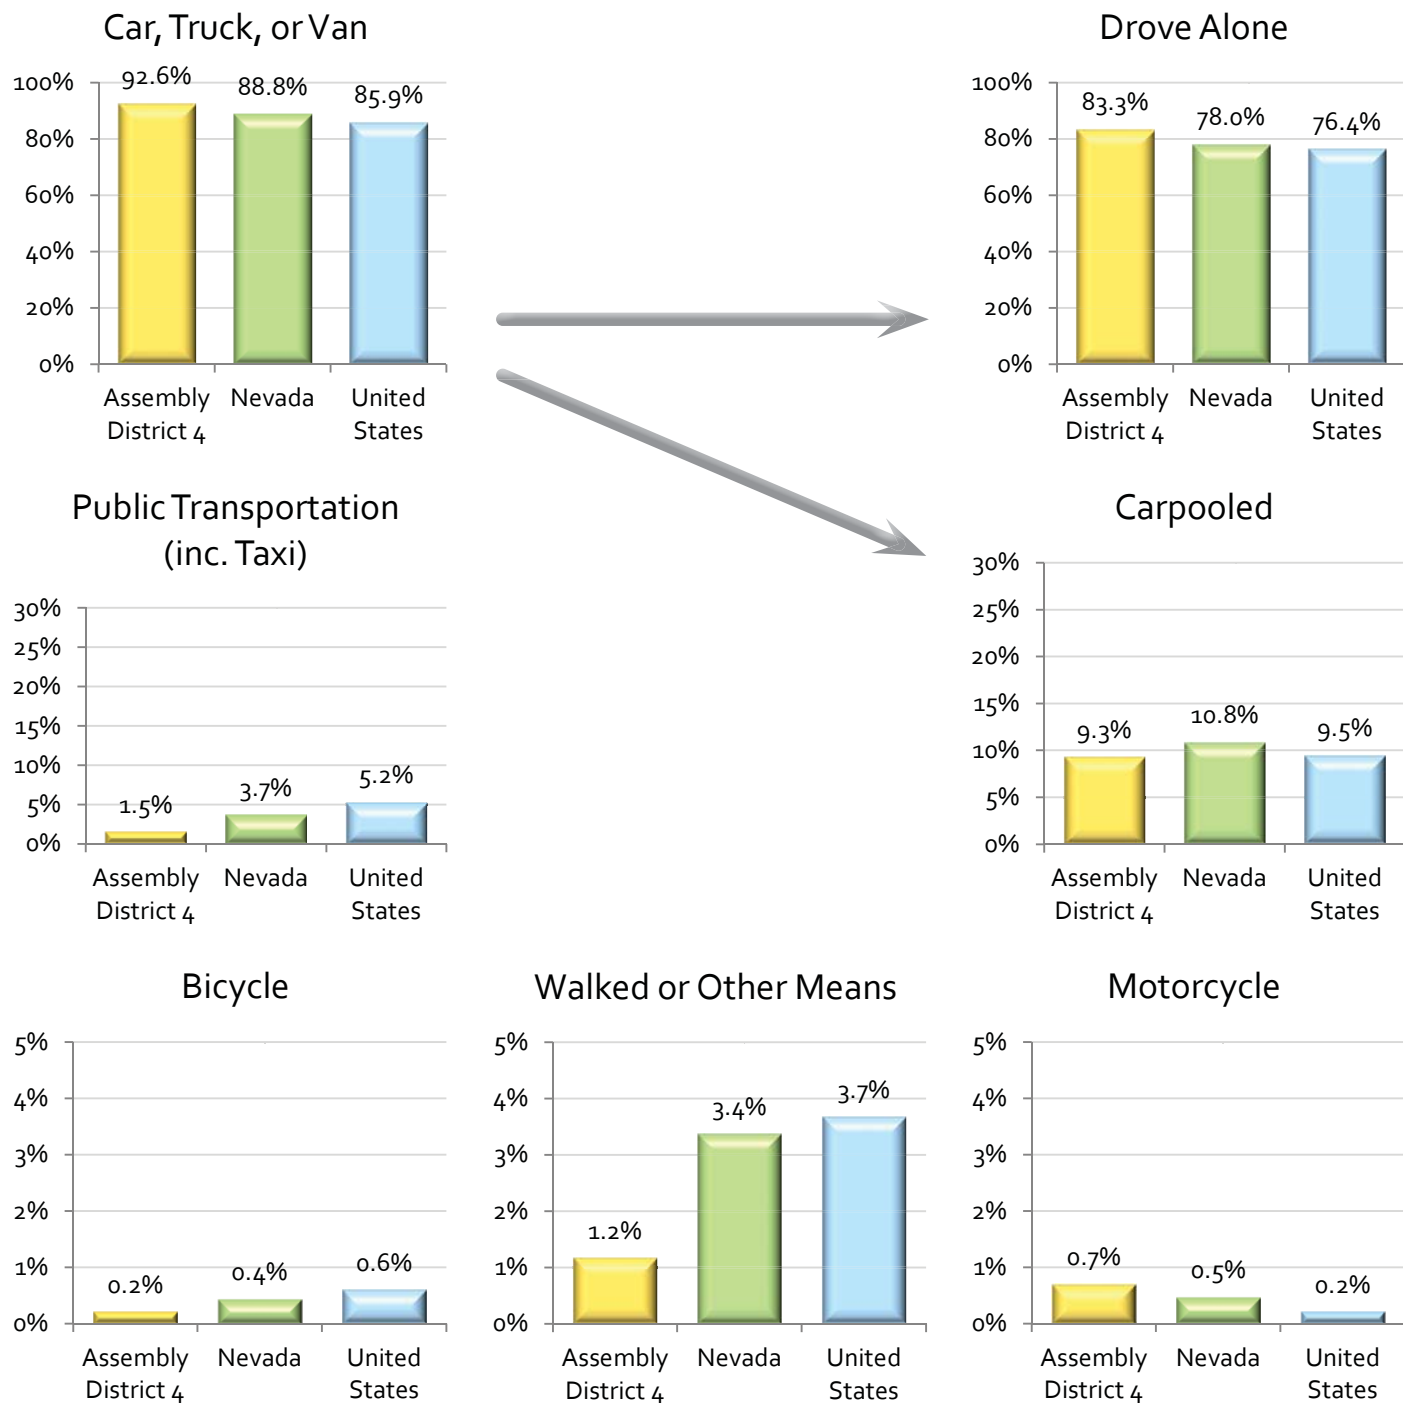 Car, Truck, or Van
100%
80%
60%
40%
20%
0%
92.6%
88.8%
85.9%
Assembly
District 4
Nevada
United
States
Drove Alone
100%
80%
60%
40%
20%
0%
83.3%
78.0%
76.4%
Assembly
District 4
Nevada
United
States
Public Transportation
(inc. Taxi)
30%
25%
20%
15%
10%
5%
0%
1.5%
3.7%
5.2%
Assembly
District 4
Nevada
United
States
Carpooled
30%
25%
20%
15%
10%
5%
0%
9.3%
10.8%
9.5%
Assembly
District 4
Nevada
United
States
Bicycle
5%
4%
3%
2%
1%
0%
0.2%
0.4%
0.6%
Assembly
District 4
Nevada
United
States
Walked or Other Means
5%
4%
3%
2%
1%
0%
1.2%
3.4%
3.7%
Assembly
District 4
Nevada
United
States
Motorcycle
5%
4%
3%
2%
1%
0%
0.7%
0.5%
0.2%
Assembly
District 4
Nevada
United
States